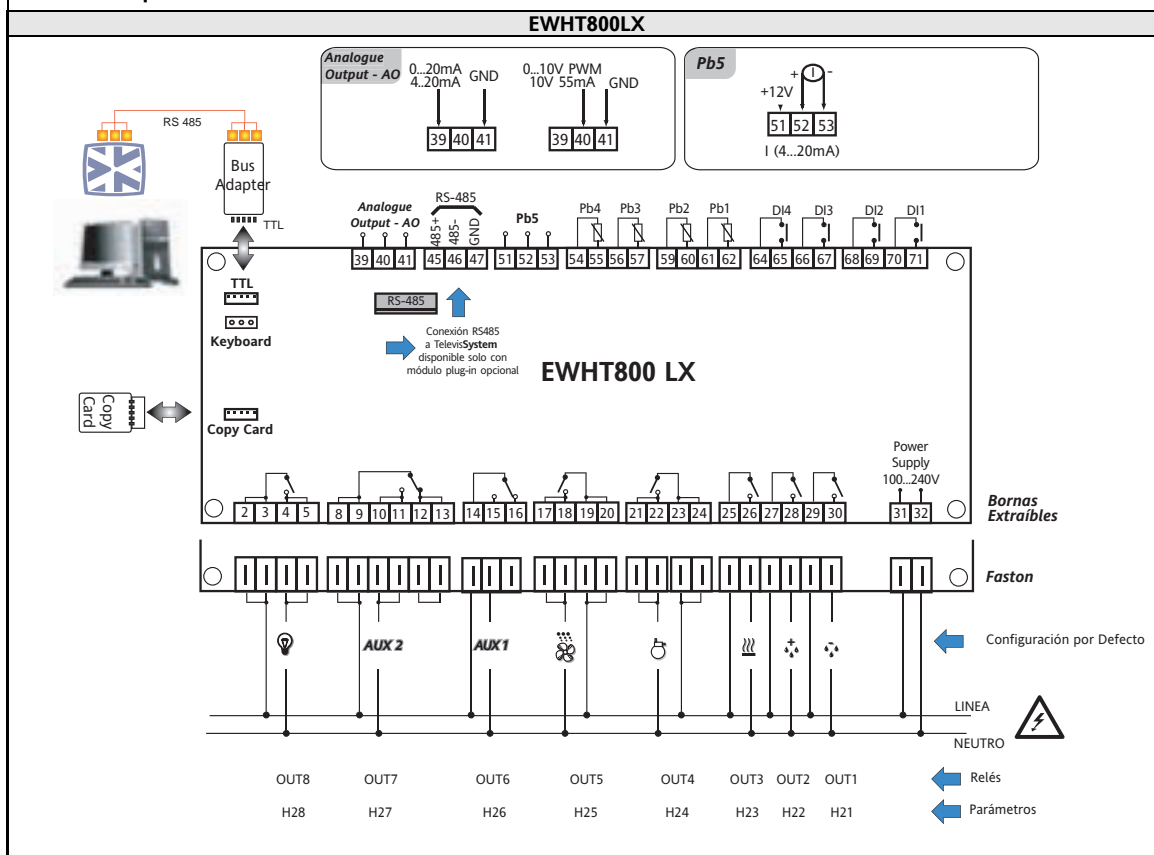 EWHT800LX
Analogue
Output - AO
0...20mA
4..20mA
GND
0...10V PWM
10V 55mA
GND
39 40 41
39 40 41
Pb5
+
-
+12V
I
51 52 53
I (4...20mA)
RS 485
Bus
Adapter
TTL
Analogue
Output - AO
RS-485
485+
485-
GND
Pb5
Pb4
Pb3
Pb2
Pb1
DI4
DI3
DI2
DI1
39 40 41
45 46 47
51 52 53
54 55 56 57
59 60 61 62
64 65 66 67
68 69 70 71
TTL
RS-485
Keyboard
Conexión RS485
a TelevisSystem
disponible solo con
módulo plug-in opcional
EWHT800 LX
Copy
Card
Copy Card
Power
Supply
100...240V
2 3 4 5
8 9 10 11 12 13
14 15 16
17 18 19 20
21 22 23 24
25 26 27 28 29 30
31 32
Bornas
Extraíbles
Faston
AUX 2
AUX 1
Configuración por Defecto
LINEA
NEUTRO
OUT8 OUT7 OUT6 OUT5 OUT4 OUT3 OUT2 OUT1
Relés
H28 H27 H26 H25 H24 H23 H22 H21
Parámetros